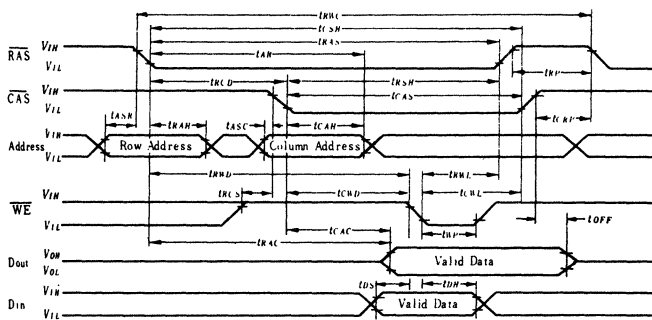 tRWC
tCSH
tRAS
tAR
RAS VIH
VIL
tRP
tRCD
tRSH
tCAS
CAS VIH
VIL
tCRP
tASR
tRAH
tASC
tCAH
Address VIH
VIL
Row Address
Column Address
tRWD
tRWL
tRCS
tCWD
tCWL
WE VIH
VIL
tWP
tOFF
tCAC
tRAC
Dout VOH
VOL
Valid Data
tDS
tDH
Din VIH
VIL
Valid Data